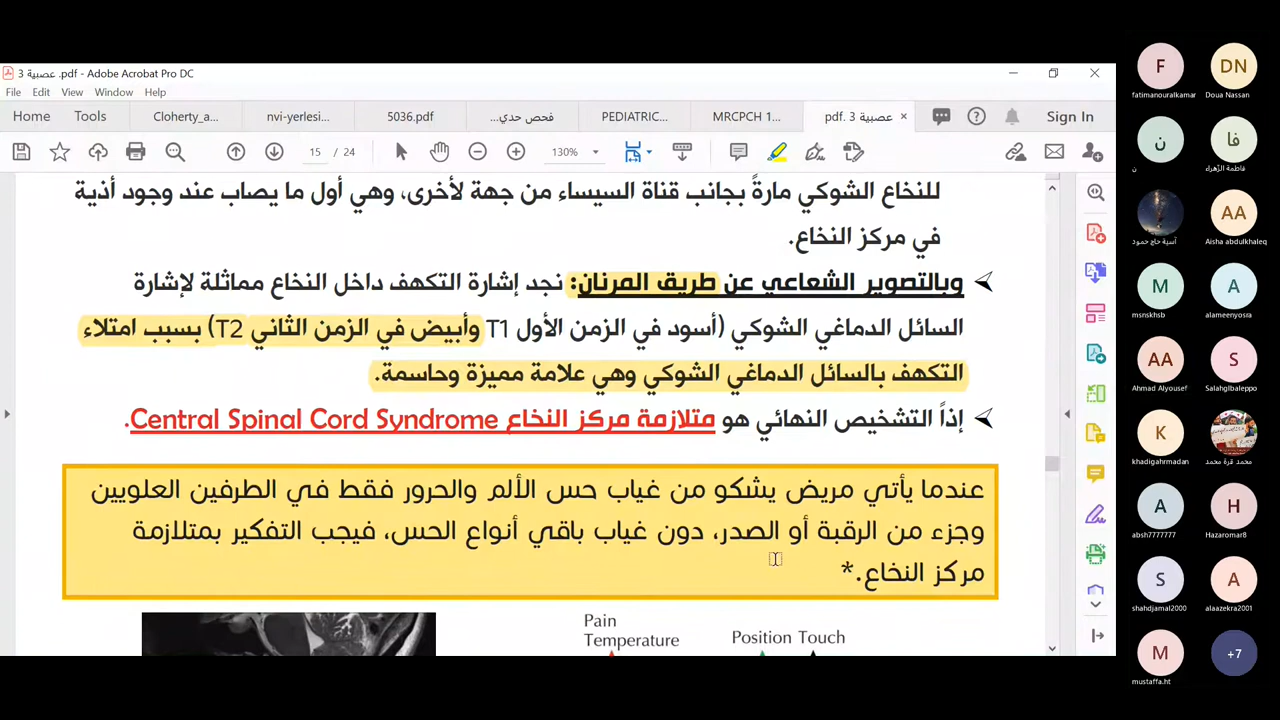 3 عصبية .pdf - Adobe Acrobat Pro DC
File Edit View Window Help
Home Tools Cloherty_a... nvi-yerlesi... 5036.pdf فحص حدي... PEDIATRIC... MRCPCH 1... عصبية 3 .pdf × Sign In
15 / 24 130%
للنخاع الشوكي مارةً بجانب قناة السيساء من جهة لأخرى، وهي أول ما يصاب عند وجود أذية
في مركز النخاع.
وبالتصوير الشعاعي عن طريق المرنان: نجد إشارة التكهف داخل النخاع مماثلة لإشارة
السائل الدماغي الشوكي (أسود في الزمن الأول T1 وأبيض في الزمن الثاني T2) بسبب امتلاء
التكهف بالسائل الدماغي الشوكي وهي علامة مميزة وحاسمة.
إذاً التشخيص النهائي هو متلازمة مركز النخاع Central Spinal Cord Syndrome.
عندما يأتي مريض يشكو من غياب حس الألم والحرور فقط في الطرفين العلويين
وجزء من الرقبة أو الصدر، دون غياب باقي أنواع الحس، فيجب التفكير بمتلازمة
مركز النخاع.*
Pain
Temperature
Position Touch
F DN
fatimanouralkamar Doua Nassan
ن فا
ن فاطمة الزهراء
AA
آسية حاج حمود Aisha abdulkhaleq
M A
msnskhsb alameenyosra
AA S
Ahmad Alyousef Salahglbaleppo
K
khadigahrmadan محمد قرة محمد
A H
absh7777777 Hazaromar8
S A
shahdjamal2000 alaazekra2001
M +7
mustaffa.ht